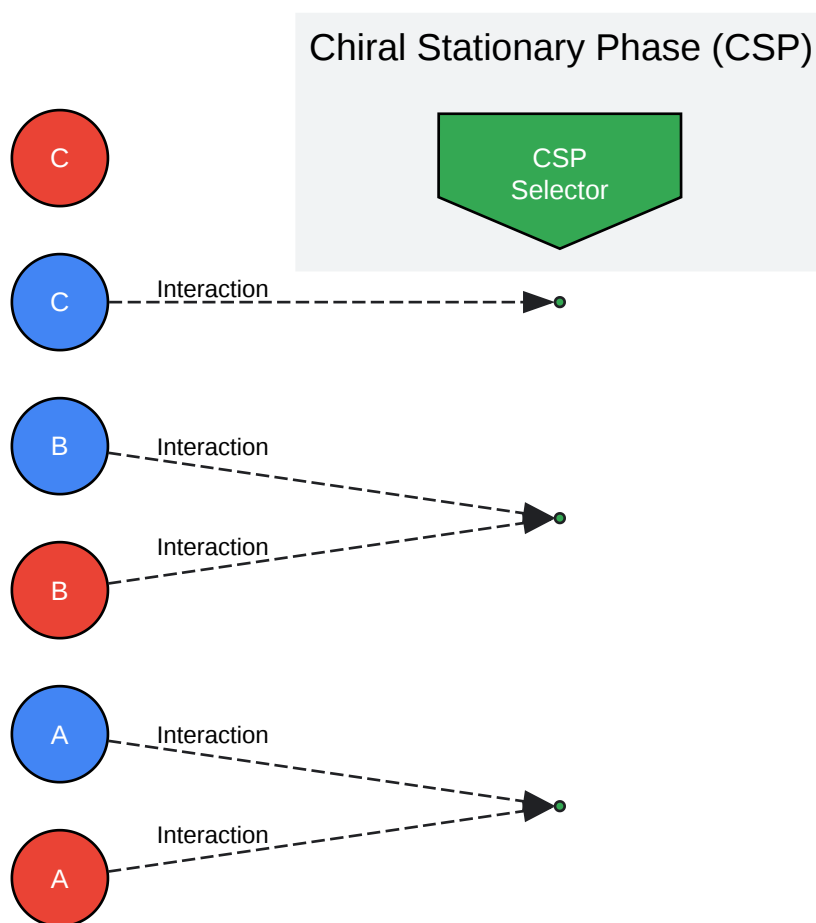 Chiral Stationary Phase (CSP)
CSP
Selector
C
C
Interaction
B
Interaction
Interaction
B
A
Interaction
Interaction
A